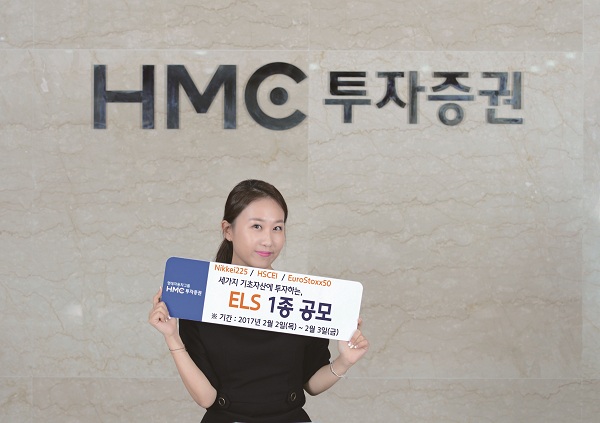 HMC 투자증권
Nikkei225 / HSCEI / EuroStoxx50
세가지 기초자산에 투자하는,
ELS 1종 공모
※ 기간 : 2017년 2월 2일(목) ~ 2월 3일(금)
현대자동차그룹
HMC 투자증권